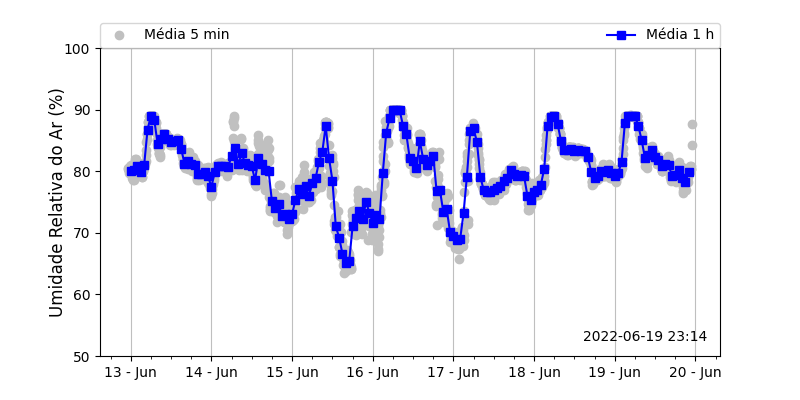 Média 5 min
Média 1 h
Umidade Relativa do Ar (%)
100
90
80
70
60
50
2022-06-19 23:14
13 - Jun
14 - Jun
15 - Jun
16 - Jun
17 - Jun
18 - Jun
19 - Jun
20 - Jun